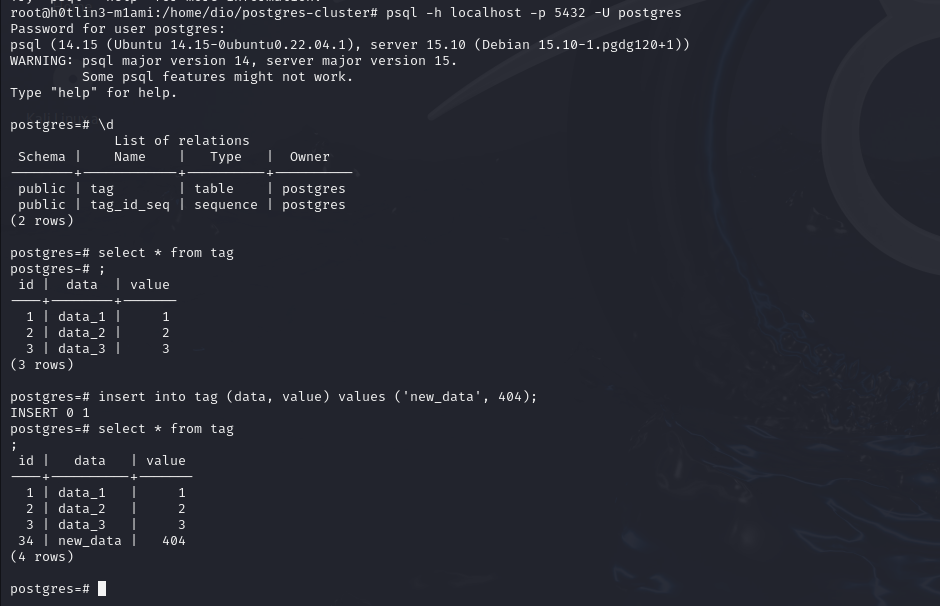 root@h0tlin3-m1ami:/home/dio/postgres-cluster# psql -h localhost -p 5432 -U postgres
Password for user postgres:
psql (14.15 (Ubuntu 14.15-0ubuntu0.22.04.1), server 15.10 (Debian 15.10-1.pgdg120+1))
WARNING: psql major version 14, server major version 15.
         Some psql features might not work.
Type "help" for help.

postgres=# \d
             List of relations
 Schema |    Name    |   Type   |  Owner
--------+------------+----------+----------
 public | tag        | table    | postgres
 public | tag_id_seq | sequence | postgres
(2 rows)

postgres=# select * from tag
postgres-# ;
 id |  data  | value
----+--------+-------
  1 | data_1 |     1
  2 | data_2 |     2
  3 | data_3 |     3
(3 rows)

postgres=# insert into tag (data, value) values ('new_data', 404);
INSERT 0 1
postgres=# select * from tag
;
 id |   data   | value
----+----------+-------
  1 | data_1   |     1
  2 | data_2   |     2
  3 | data_3   |     3
 34 | new_data |   404
(4 rows)

postgres=#